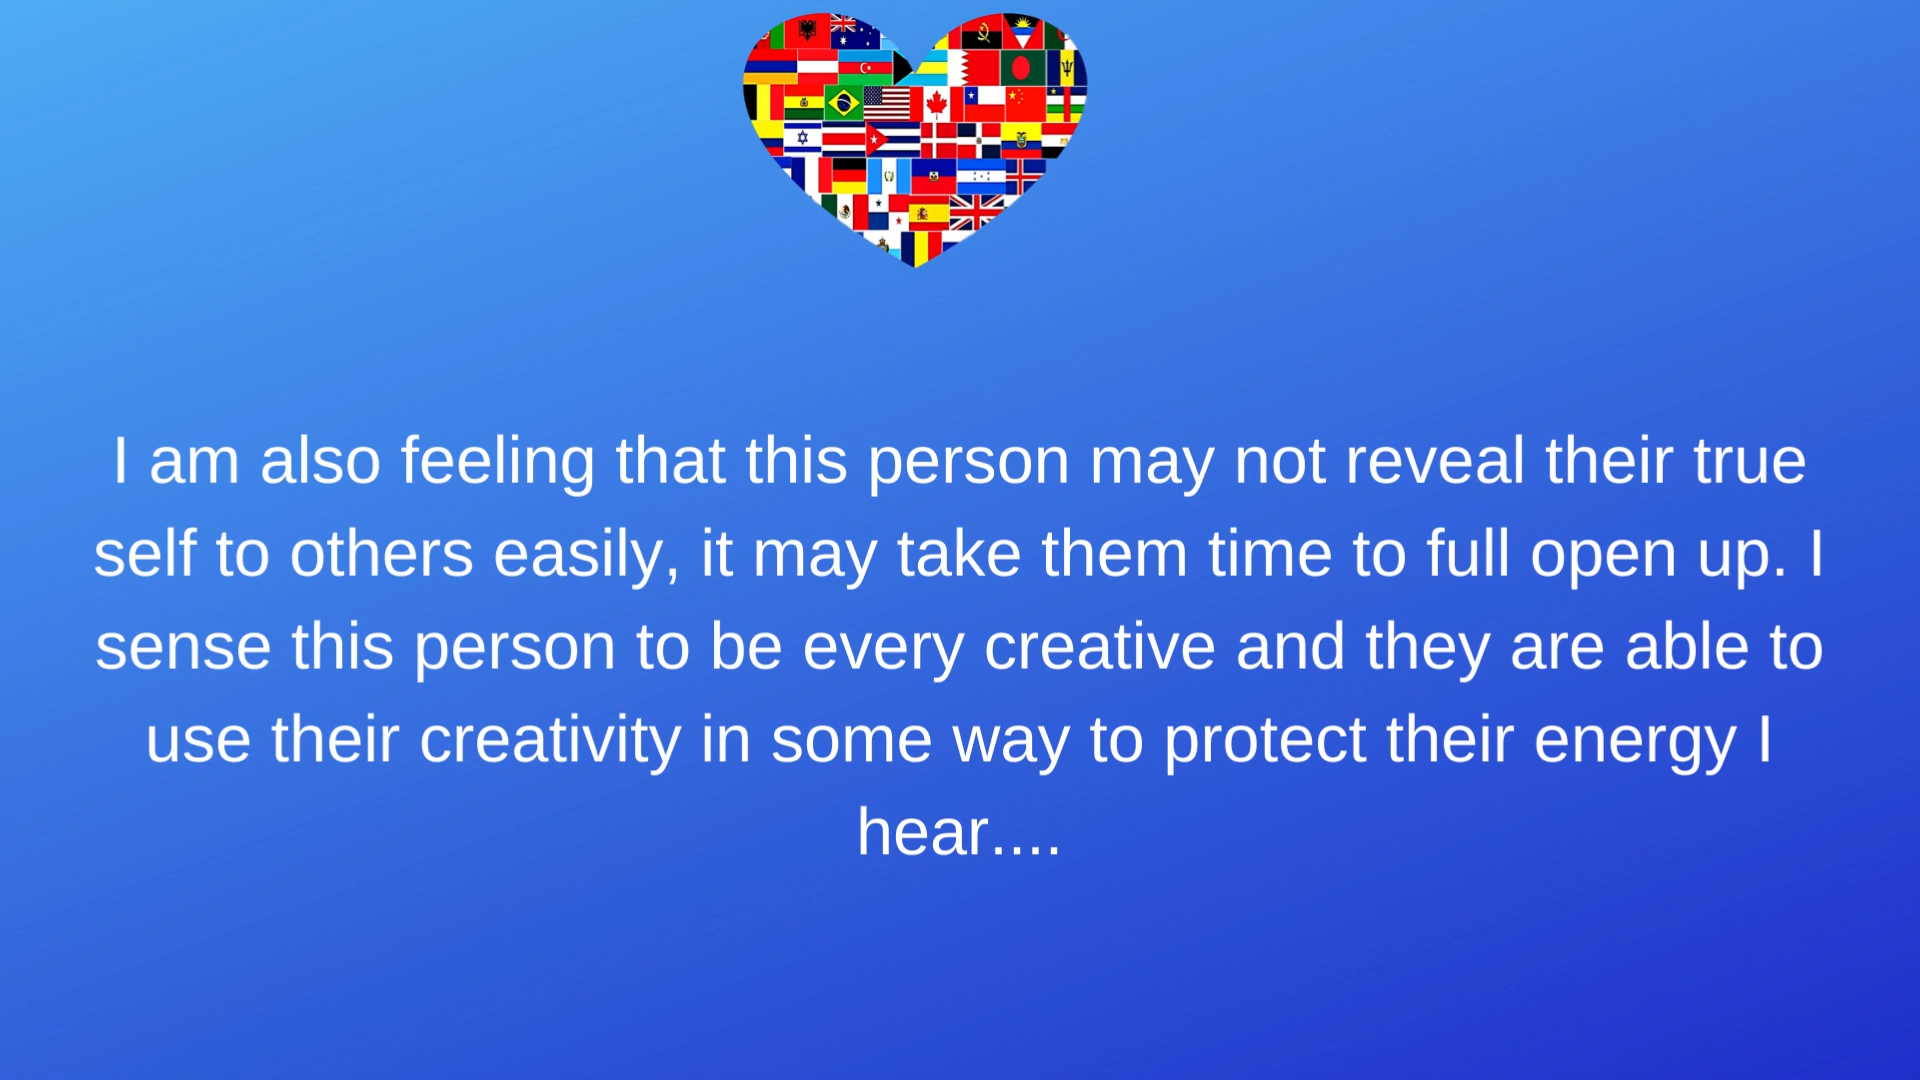 I am also feeling that this person may not reveal their true
self to others easily, it may take them time to full open up. I
sense this person to be every creative and they are able to
use their creativity in some way to protect their energy I
hear....